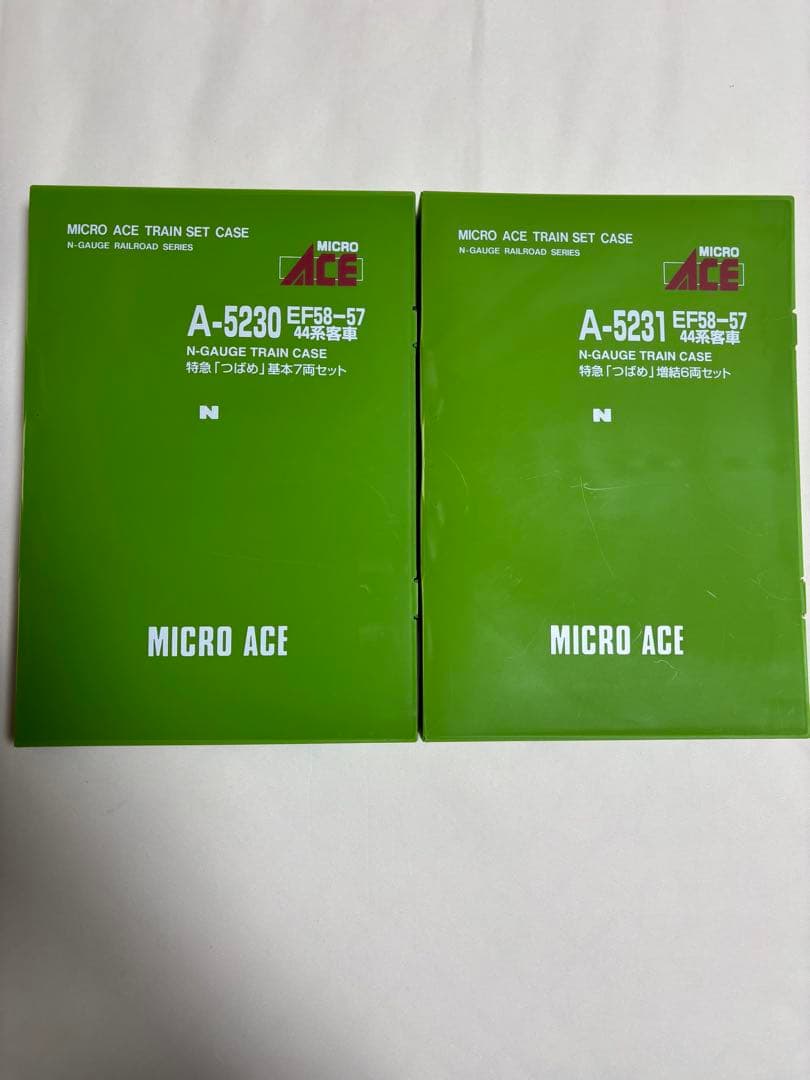 MICRO ACE TRAIN SET CASE
N-GAUGE RAILROAD SERIES
MICRO
ACE
A-5230 EF58-57
44系客車
N-GAUGE TRAIN CASE
特急「つばめ」基本7両セット
N
MICRO ACE
MICRO ACE TRAIN SET CASE
N-GAUGE RAILROAD SERIES
MICRO
ACE
A-5231 EF58-57
44系客車
N-GAUGE TRAIN CASE
特急「つばめ」増結6両セット
N
MICRO ACE